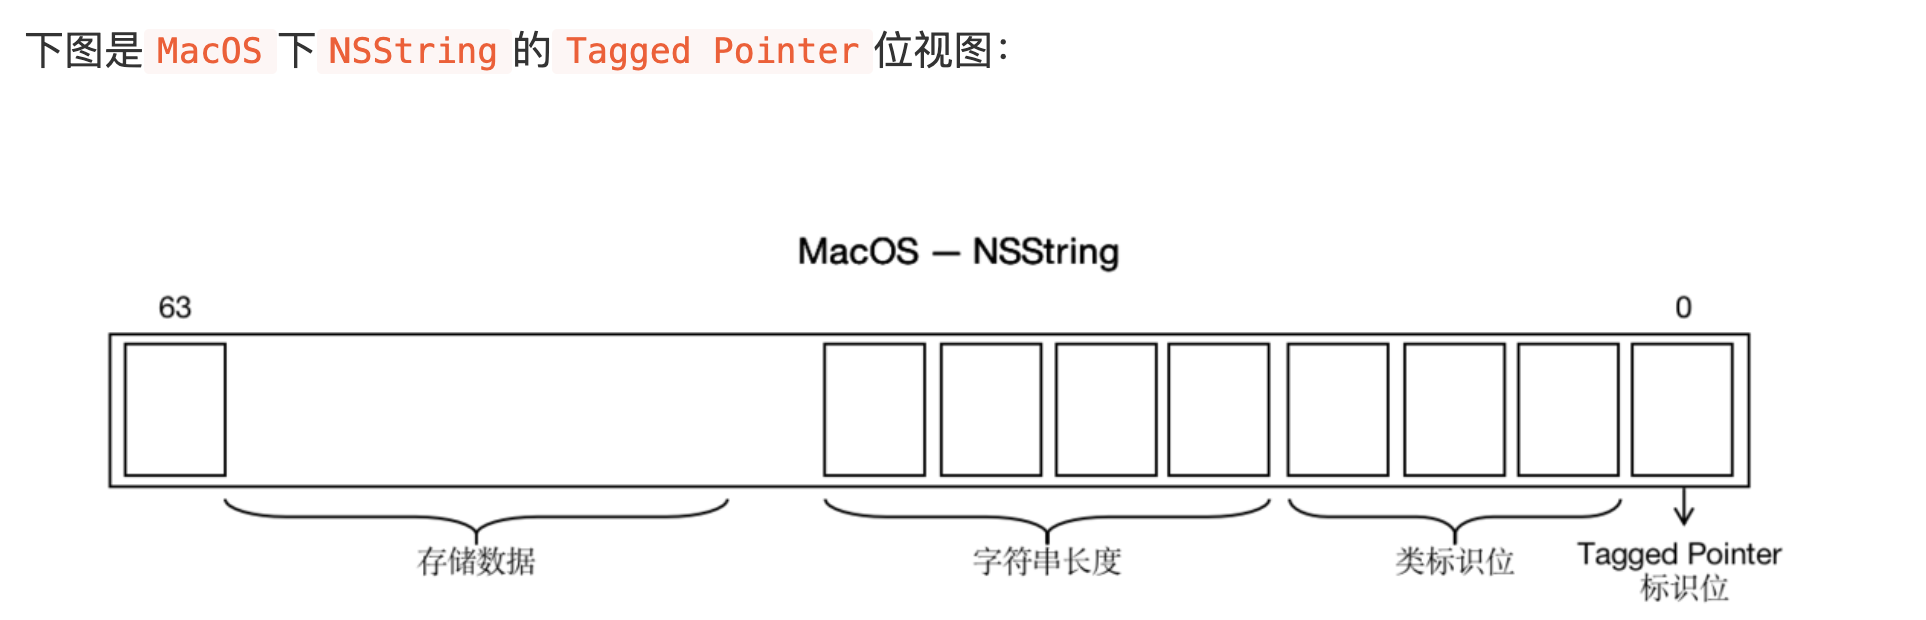 下图是 MacOS 下 NSString 的 Tagged Pointer 位视图：
MacOS — NSString
63 0
存储数据 字符串长度 类标识位 Tagged Pointer
标识位